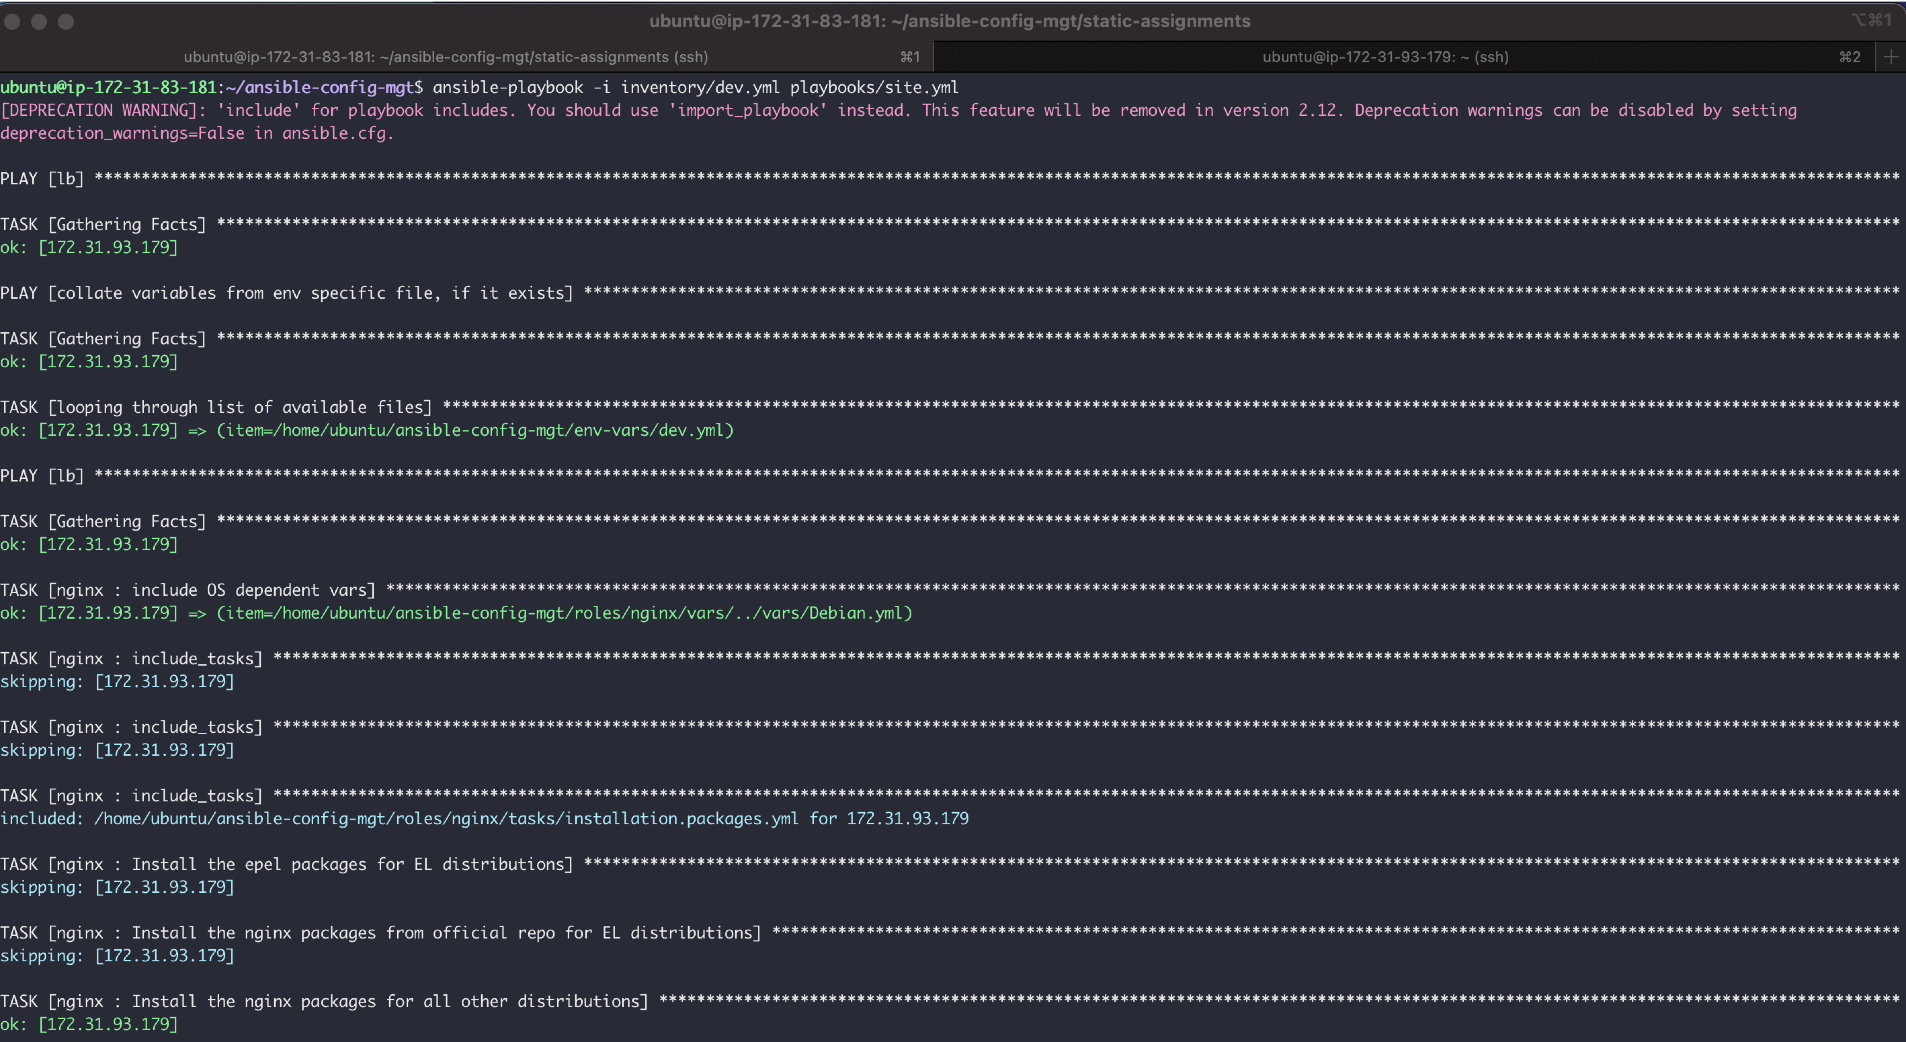 ubuntu@ip-172-31-83-181: ~/ansible-config-mgt/static-assignments
⌥⌘1
ubuntu@ip-172-31-83-181: ~/ansible-config-mgt/static-assignments (ssh) ⌘1
ubuntu@ip-172-31-93-179: ~ (ssh) ⌘2 +
ubuntu@ip-172-31-83-181:~/ansible-config-mgt$ ansible-playbook -i inventory/dev.yml playbooks/site.yml
[DEPRECATION WARNING]: 'include' for playbook includes. You should use 'import_playbook' instead. This feature will be removed in version 2.12. Deprecation warnings can be disabled by setting
deprecation_warnings=False in ansible.cfg.
PLAY [lb] ****************************************************************
TASK [Gathering Facts] ****************************************************************
ok: [172.31.93.179]
PLAY [collate variables from env specific file, if it exists] ****************************************************************
TASK [Gathering Facts] ****************************************************************
ok: [172.31.93.179]
TASK [looping through list of available files] ****************************************************************
ok: [172.31.93.179] => (item=/home/ubuntu/ansible-config-mgt/env-vars/dev.yml)
PLAY [lb] ****************************************************************
TASK [Gathering Facts] ****************************************************************
ok: [172.31.93.179]
TASK [nginx : include OS dependent vars] ****************************************************************
ok: [172.31.93.179] => (item=/home/ubuntu/ansible-config-mgt/roles/nginx/vars/../vars/Debian.yml)
TASK [nginx : include_tasks] ****************************************************************
skipping: [172.31.93.179]
TASK [nginx : include_tasks] ****************************************************************
skipping: [172.31.93.179]
TASK [nginx : include_tasks] ****************************************************************
included: /home/ubuntu/ansible-config-mgt/roles/nginx/tasks/installation.packages.yml for 172.31.93.179
TASK [nginx : Install the epel packages for EL distributions] ****************************************************************
skipping: [172.31.93.179]
TASK [nginx : Install the nginx packages from official repo for EL distributions] ****************************************************************
skipping: [172.31.93.179]
TASK [nginx : Install the nginx packages for all other distributions] ****************************************************************
ok: [172.31.93.179]